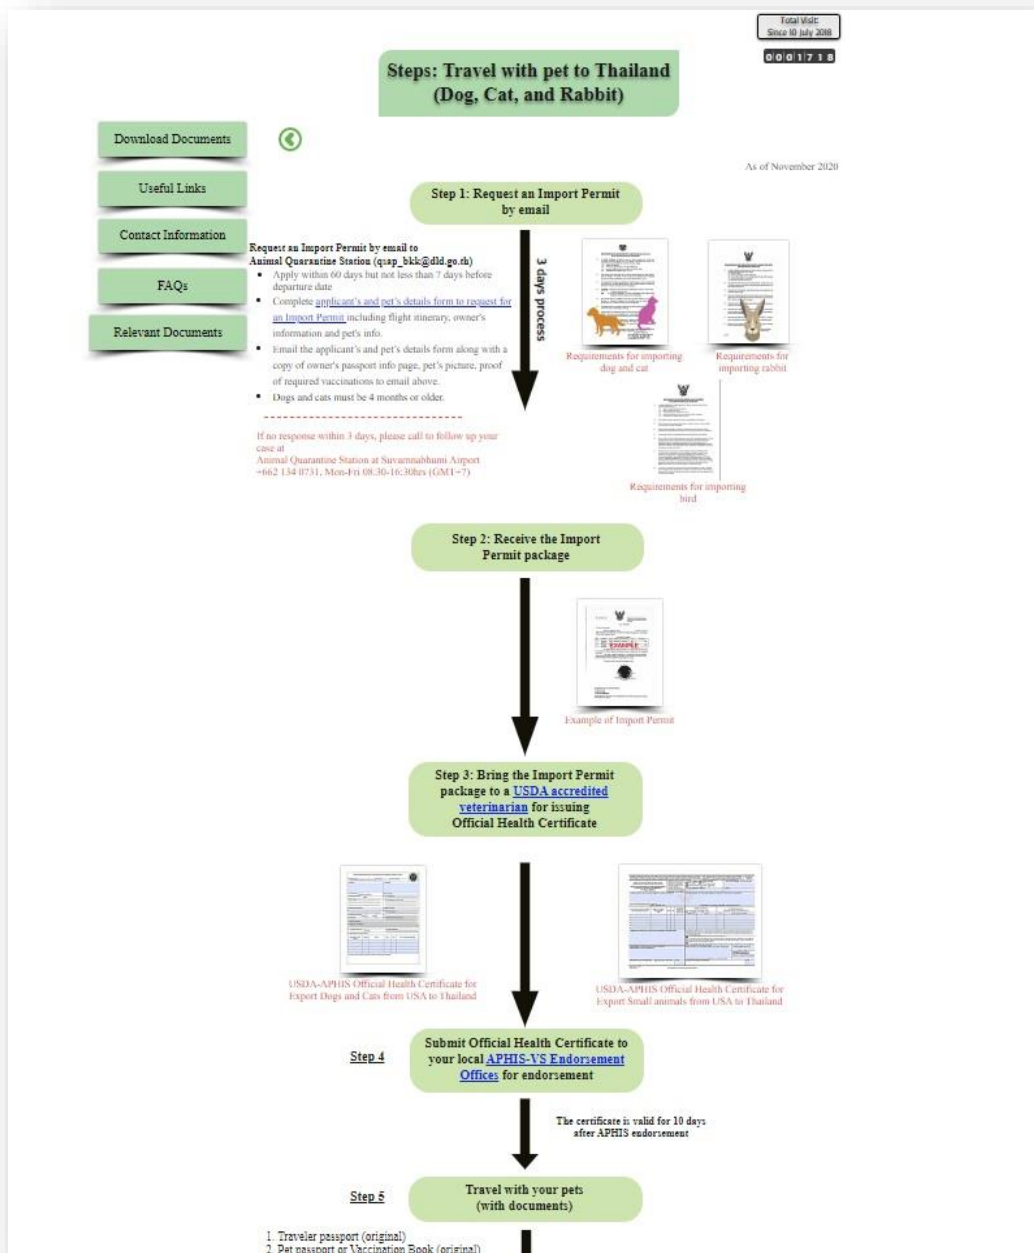 Total Visit:
Since 10 July 2018
0001718
Steps: Travel with pet to Thailand
(Dog, Cat, and Rabbit)
Download Documents
Useful Links
Contact Information
FAQs
Relevant Documents
As of November 2020
Step 1: Request an Import Permit
by email
Request an Import Permit by email to
Animal Quarantine Station (qsap_bkk@dld.go.th)
Apply within 60 days but not less than 7 days before
departure date
Complete applicant's and pet's details form to request for
an Import Permit including flight itinerary, owner's
information and pet's info.
Email the applicant's and pet's details form along with a
copy of owner's passport info page, pet's picture, proof
of required vaccinations to email above.
Dogs and cats must be 4 months or older.
If no response within 3 days, please call to follow up your
case at
Animal Quarantine Station at Suvarnabhumi Airport
+662 134 0731, Mon-Fri 08:30-16:30hrs (GMT+7)
3 days process
Requirements for importing
dog and cat
Requirements for
importing rabbit
Requirements for importing
bird
Step 2: Receive the Import
Permit package
EXAMPLE
Example of Import Permit
Step 3: Bring the Import Permit
package to a USDA accredited
veterinarian for issuing
Official Health Certificate
USDA-APHIS Official Health Certificate for
Export Dogs and Cats from USA to Thailand
USDA-APHIS Official Health Certificate for
Export Small animals from USA to Thailand
Step 4
Submit Official Health Certificate to
your local APHIS-VS Endorsement
Offices for endorsement
The certificate is valid for 10 days
after APHIS endorsement
Step 5
Travel with your pets
(with documents)
1. Traveler passport (original)
2. Pet passport or Vaccination Book (original)